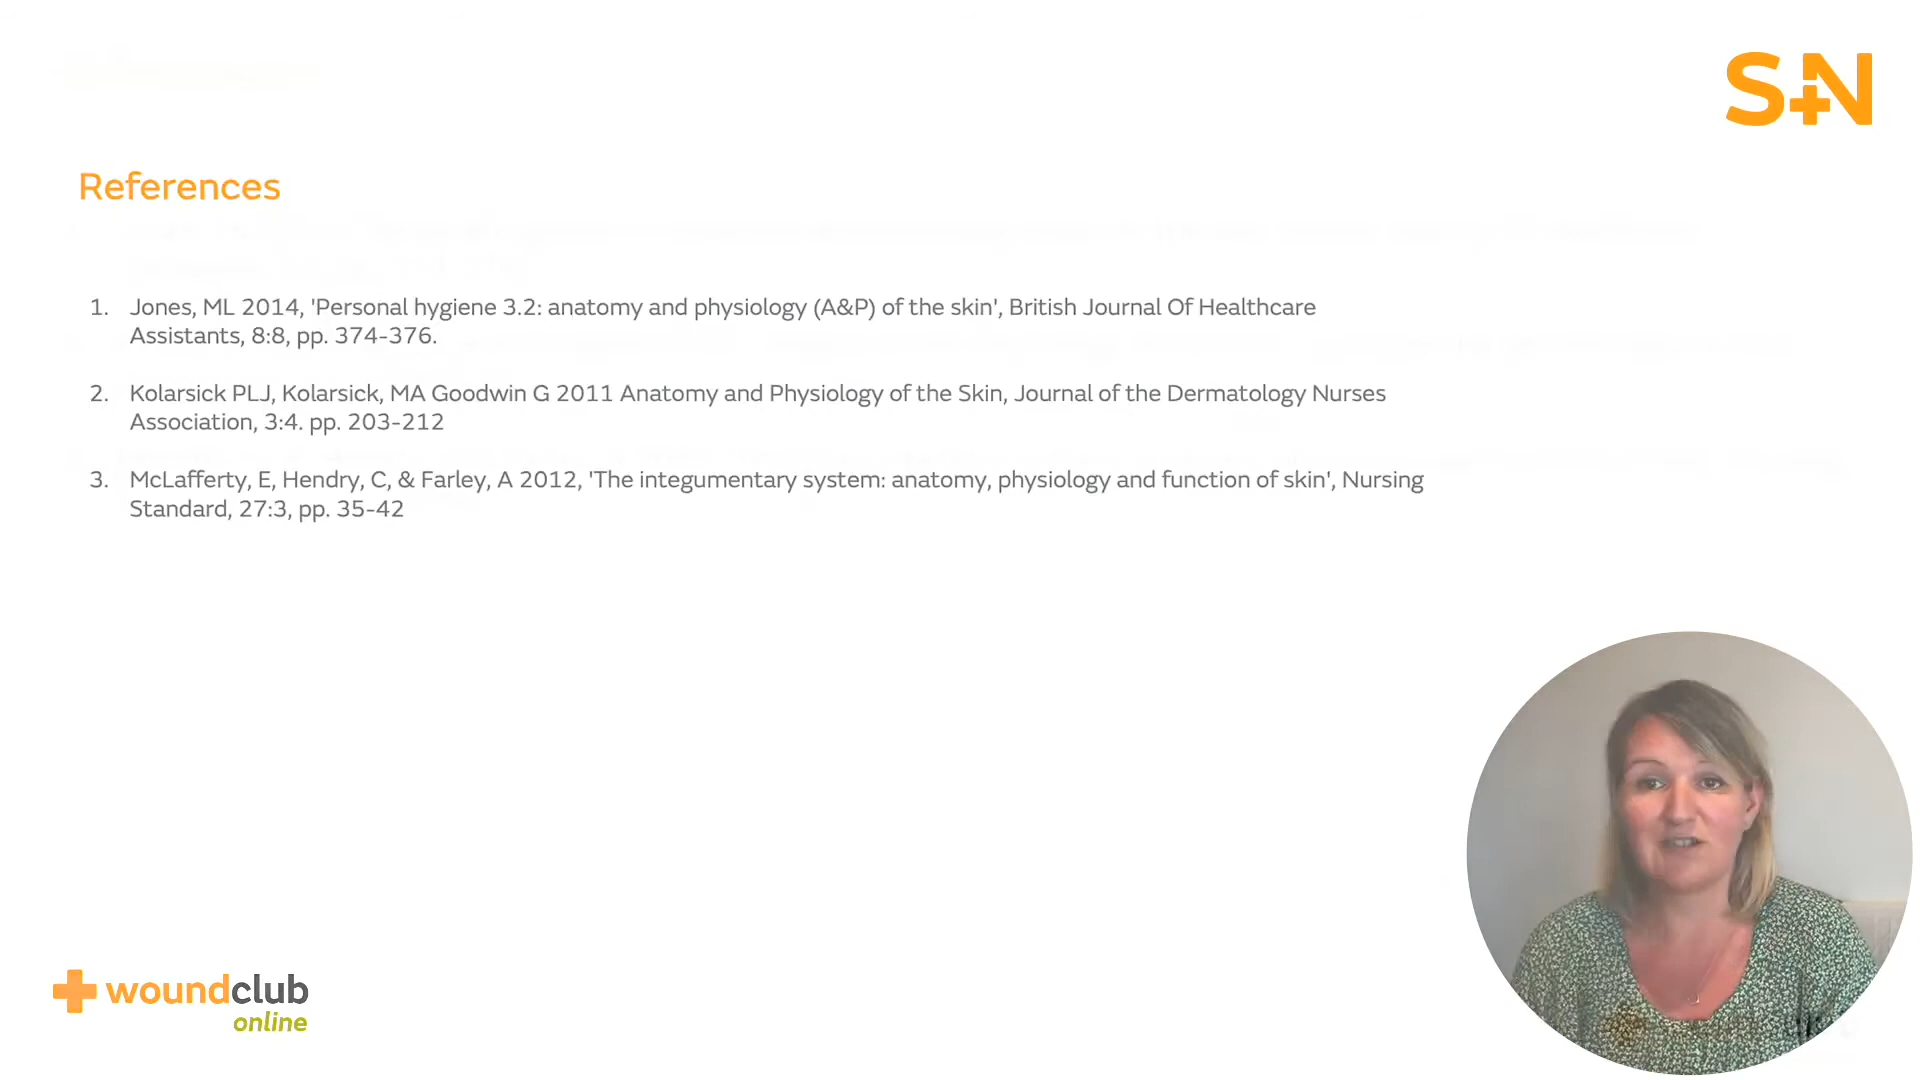 S+N
References
1. Jones, ML 2014, 'Personal hygiene 3.2: anatomy and physiology (A&P) of the skin', British Journal Of Healthcare
Assistants, 8:8, pp. 374-376.
2. Kolarsick PLJ, Kolarsick, MA Goodwin G 2011 Anatomy and Physiology of the Skin, Journal of the Dermatology Nurses
Association, 3:4. pp. 203-212
3. McLafferty, E, Hendry, C, & Farley, A 2012, 'The integumentary system: anatomy, physiology and function of skin', Nursing
Standard, 27:3, pp. 35-42
woundclub
online